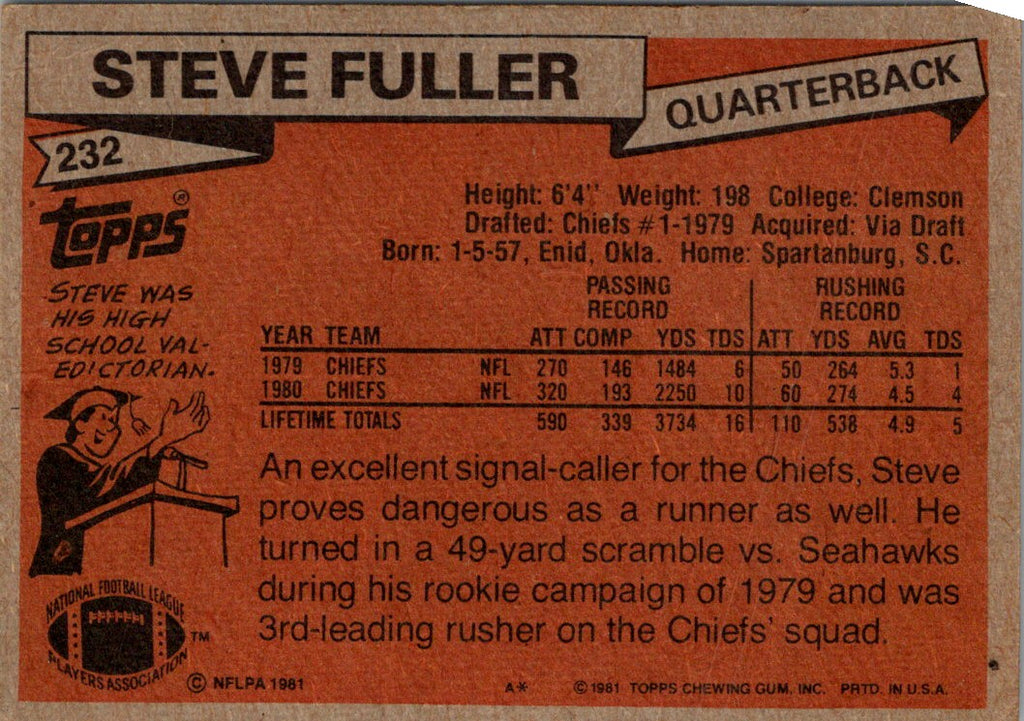 STEVE FULLER
QUARTERBACK
232
TOPPS®
Height: 6'4" Weight: 198 College: Clemson
Drafted: Chiefs #1-1979 Acquired: Via Draft
Born: 1-5-57, Enid, Okla. Home: Spartanburg, S.C.
STEVE WAS
HIS HIGH
SCHOOL VAL-
EDICTORIAN.
PASSING RUSHING
RECORD RECORD
YEAR TEAM ATT COMP YDS TDS ATT YDS AVG TDS
1979 CHIEFS NFL 270 146 1484 6 50 264 5.3 1
1980 CHIEFS NFL 320 193 2250 10 60 274 4.5 4
LIFETIME TOTALS 590 339 3734 16 110 538 4.9 5
An excellent signal-caller for the Chiefs, Steve
proves dangerous as a runner as well. He
turned in a 49-yard scramble vs. Seahawks
during his rookie campaign of 1979 and was
3rd-leading rusher on the Chiefs' squad.
NATIONAL FOOTBALL LEAGUE
PLAYERS ASSOCIATION
TM
© NFLPA 1981 A* © 1981 TOPPS CHEWING GUM, INC. PRTD. IN U.S.A.